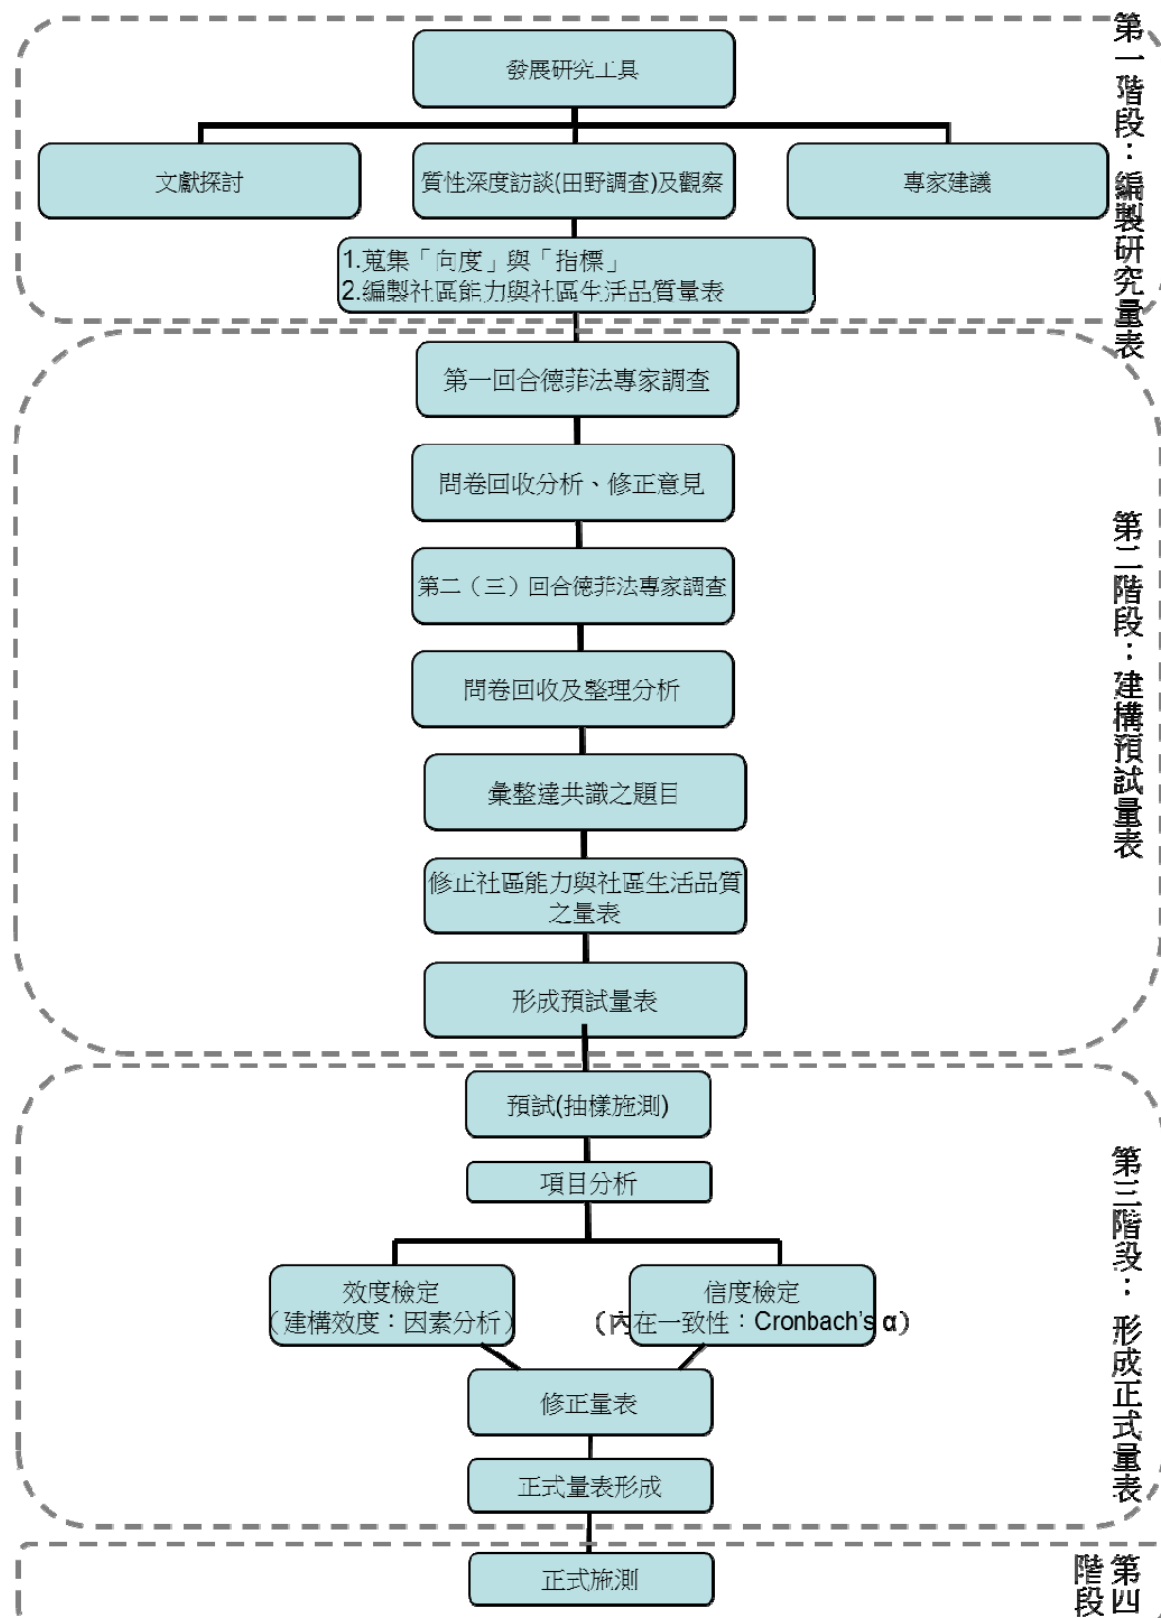 第一階段：編製研究量表
發展研究工具
文獻探討
質性深度訪談(田野調查)及觀察
專家建議
1.蒐集「向度」與「指標」
2.編製社區能力與社區生活品質量表
第二階段：建構預試量表
第一回合德菲法專家調查
問卷回收分析、修正意見
第二（三）回合德菲法專家調查
問卷回收及整理分析
彙整達共識之題目
修正社區能力與社區生活品質
之量表
形成預試量表
第三階段：形成正式量表
預試(抽樣施測)
項目分析
效度檢定
（建構效度：因素分析）
信度檢定
（內在一致性：Cronbach's α）
修正量表
正式量表形成
第四
階段
正式施測